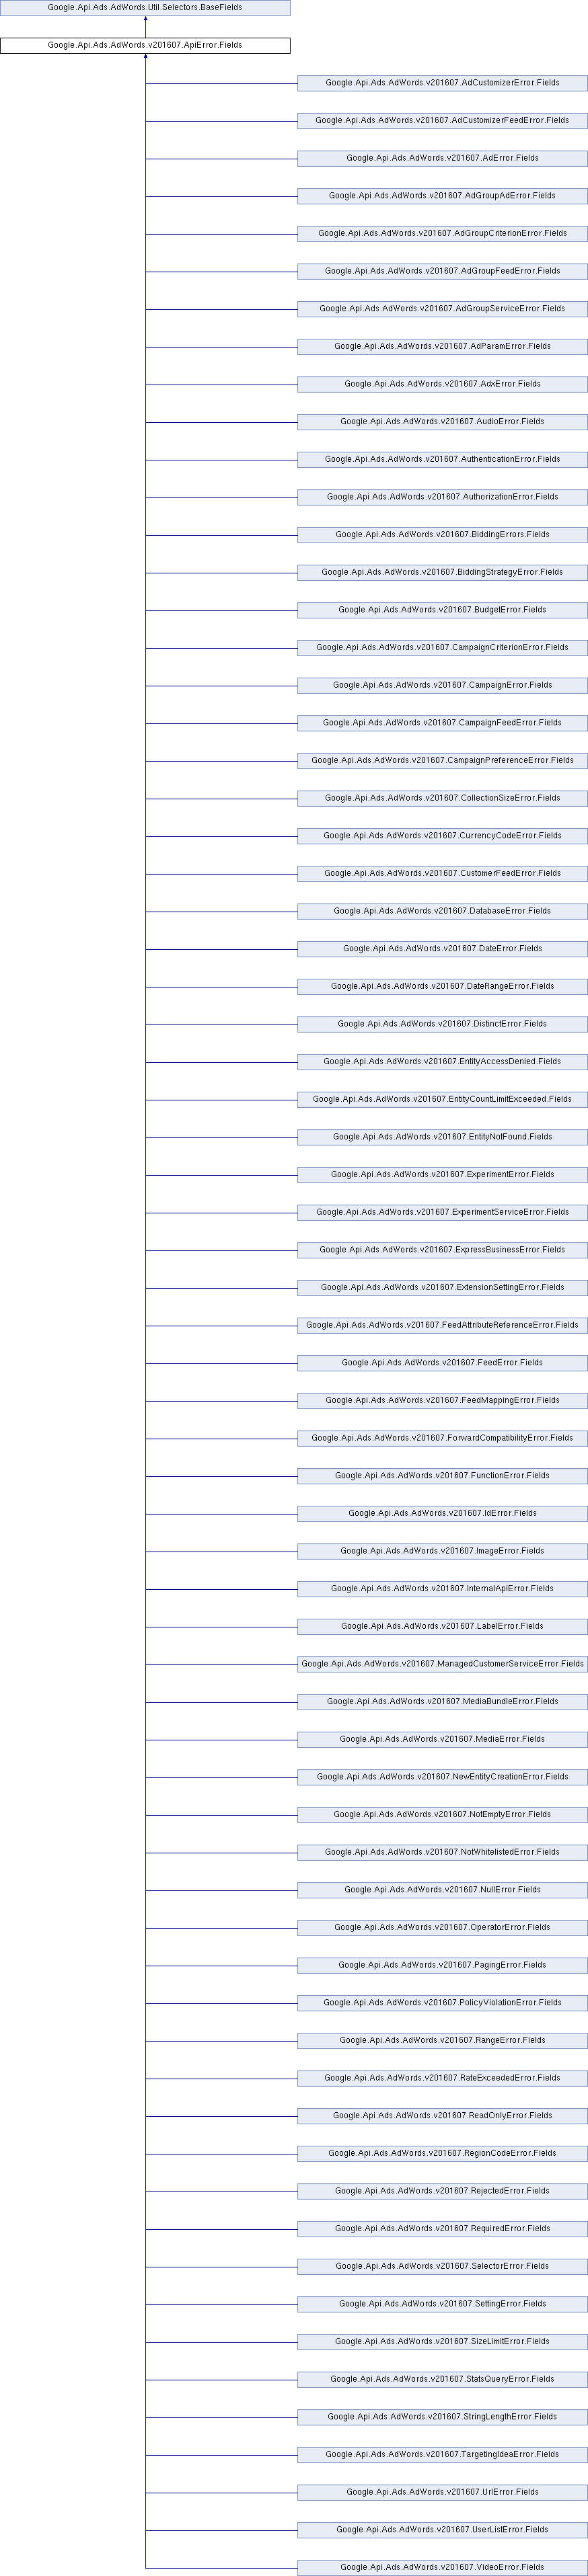 Google.Api.Ads.AdWords.Util.Selectors.BaseFields
Google.Api.Ads.AdWords.v201607.ApiError.Fields
Google.Api.Ads.AdWords.v201607.AdCustomizerError.Fields
Google.Api.Ads.AdWords.v201607.AdCustomizerFeedError.Fields
Google.Api.Ads.AdWords.v201607.AdError.Fields
Google.Api.Ads.AdWords.v201607.AdGroupAdError.Fields
Google.Api.Ads.AdWords.v201607.AdGroupCriterionError.Fields
Google.Api.Ads.AdWords.v201607.AdGroupFeedError.Fields
Google.Api.Ads.AdWords.v201607.AdGroupServiceError.Fields
Google.Api.Ads.AdWords.v201607.AdParamError.Fields
Google.Api.Ads.AdWords.v201607.AdxError.Fields
Google.Api.Ads.AdWords.v201607.AudioError.Fields
Google.Api.Ads.AdWords.v201607.AuthenticationError.Fields
Google.Api.Ads.AdWords.v201607.AuthorizationError.Fields
Google.Api.Ads.AdWords.v201607.BiddingErrors.Fields
Google.Api.Ads.AdWords.v201607.BiddingStrategyError.Fields
Google.Api.Ads.AdWords.v201607.BudgetError.Fields
Google.Api.Ads.AdWords.v201607.CampaignCriterionError.Fields
Google.Api.Ads.AdWords.v201607.CampaignError.Fields
Google.Api.Ads.AdWords.v201607.CampaignFeedError.Fields
Google.Api.Ads.AdWords.v201607.CampaignPreferenceError.Fields
Google.Api.Ads.AdWords.v201607.CollectionSizeError.Fields
Google.Api.Ads.AdWords.v201607.CurrencyCodeError.Fields
Google.Api.Ads.AdWords.v201607.CustomerFeedError.Fields
Google.Api.Ads.AdWords.v201607.DatabaseError.Fields
Google.Api.Ads.AdWords.v201607.DateError.Fields
Google.Api.Ads.AdWords.v201607.DateRangeError.Fields
Google.Api.Ads.AdWords.v201607.DistinctError.Fields
Google.Api.Ads.AdWords.v201607.EntityAccessDenied.Fields
Google.Api.Ads.AdWords.v201607.EntityCountLimitExceeded.Fields
Google.Api.Ads.AdWords.v201607.EntityNotFound.Fields
Google.Api.Ads.AdWords.v201607.ExperimentError.Fields
Google.Api.Ads.AdWords.v201607.ExperimentServiceError.Fields
Google.Api.Ads.AdWords.v201607.ExpressBusinessError.Fields
Google.Api.Ads.AdWords.v201607.ExtensionSettingError.Fields
Google.Api.Ads.AdWords.v201607.FeedAttributeReferenceError.Fields
Google.Api.Ads.AdWords.v201607.FeedError.Fields
Google.Api.Ads.AdWords.v201607.FeedMappingError.Fields
Google.Api.Ads.AdWords.v201607.ForwardCompatibilityError.Fields
Google.Api.Ads.AdWords.v201607.FunctionError.Fields
Google.Api.Ads.AdWords.v201607.IdError.Fields
Google.Api.Ads.AdWords.v201607.ImageError.Fields
Google.Api.Ads.AdWords.v201607.InternalApiError.Fields
Google.Api.Ads.AdWords.v201607.LabelError.Fields
Google.Api.Ads.AdWords.v201607.ManagedCustomerServiceError.Fields
Google.Api.Ads.AdWords.v201607.MediaBundleError.Fields
Google.Api.Ads.AdWords.v201607.MediaError.Fields
Google.Api.Ads.AdWords.v201607.NewEntityCreationError.Fields
Google.Api.Ads.AdWords.v201607.NotEmptyError.Fields
Google.Api.Ads.AdWords.v201607.NotWhitelistedError.Fields
Google.Api.Ads.AdWords.v201607.NullError.Fields
Google.Api.Ads.AdWords.v201607.OperatorError.Fields
Google.Api.Ads.AdWords.v201607.PagingError.Fields
Google.Api.Ads.AdWords.v201607.PolicyViolationError.Fields
Google.Api.Ads.AdWords.v201607.RangeError.Fields
Google.Api.Ads.AdWords.v201607.RateExceededError.Fields
Google.Api.Ads.AdWords.v201607.ReadOnlyError.Fields
Google.Api.Ads.AdWords.v201607.RegionCodeError.Fields
Google.Api.Ads.AdWords.v201607.RejectedError.Fields
Google.Api.Ads.AdWords.v201607.RequiredError.Fields
Google.Api.Ads.AdWords.v201607.SelectorError.Fields
Google.Api.Ads.AdWords.v201607.SettingError.Fields
Google.Api.Ads.AdWords.v201607.SizeLimitError.Fields
Google.Api.Ads.AdWords.v201607.StatsQueryError.Fields
Google.Api.Ads.AdWords.v201607.StringLengthError.Fields
Google.Api.Ads.AdWords.v201607.TargetingIdeaError.Fields
Google.Api.Ads.AdWords.v201607.UrlError.Fields
Google.Api.Ads.AdWords.v201607.UserListError.Fields
Google.Api.Ads.AdWords.v201607.VideoError.Fields